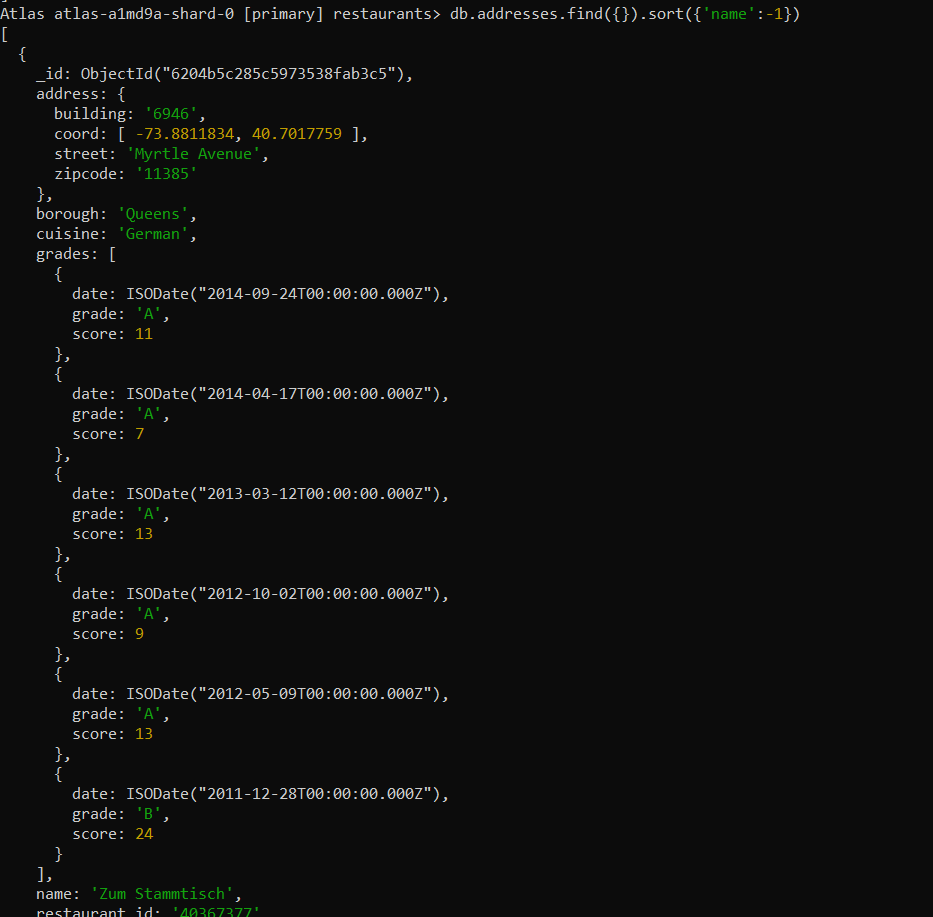 Atlas atlas-a1md9a-shard-0 [primary] restaurants> db.addresses.find({}).sort({'name':-1})
[
  {
    _id: ObjectId("6204b5c285c5973538fab3c5"),
    address: {
      building: '6946',
      coord: [ -73.8811834, 40.7017759 ],
      street: 'Myrtle Avenue',
      zipcode: '11385'
    },
    borough: 'Queens',
    cuisine: 'German',
    grades: [
      {
        date: ISODate("2014-09-24T00:00:00.000Z"),
        grade: 'A',
        score: 11
      },
      {
        date: ISODate("2014-04-17T00:00:00.000Z"),
        grade: 'A',
        score: 7
      },
      {
        date: ISODate("2013-03-12T00:00:00.000Z"),
        grade: 'A',
        score: 13
      },
      {
        date: ISODate("2012-10-02T00:00:00.000Z"),
        grade: 'A',
        score: 9
      },
      {
        date: ISODate("2012-05-09T00:00:00.000Z"),
        grade: 'A',
        score: 13
      },
      {
        date: ISODate("2011-12-28T00:00:00.000Z"),
        grade: 'B',
        score: 24
      }
    ],
    name: 'Zum Stammtisch',
    restaurant_id: '40367377'